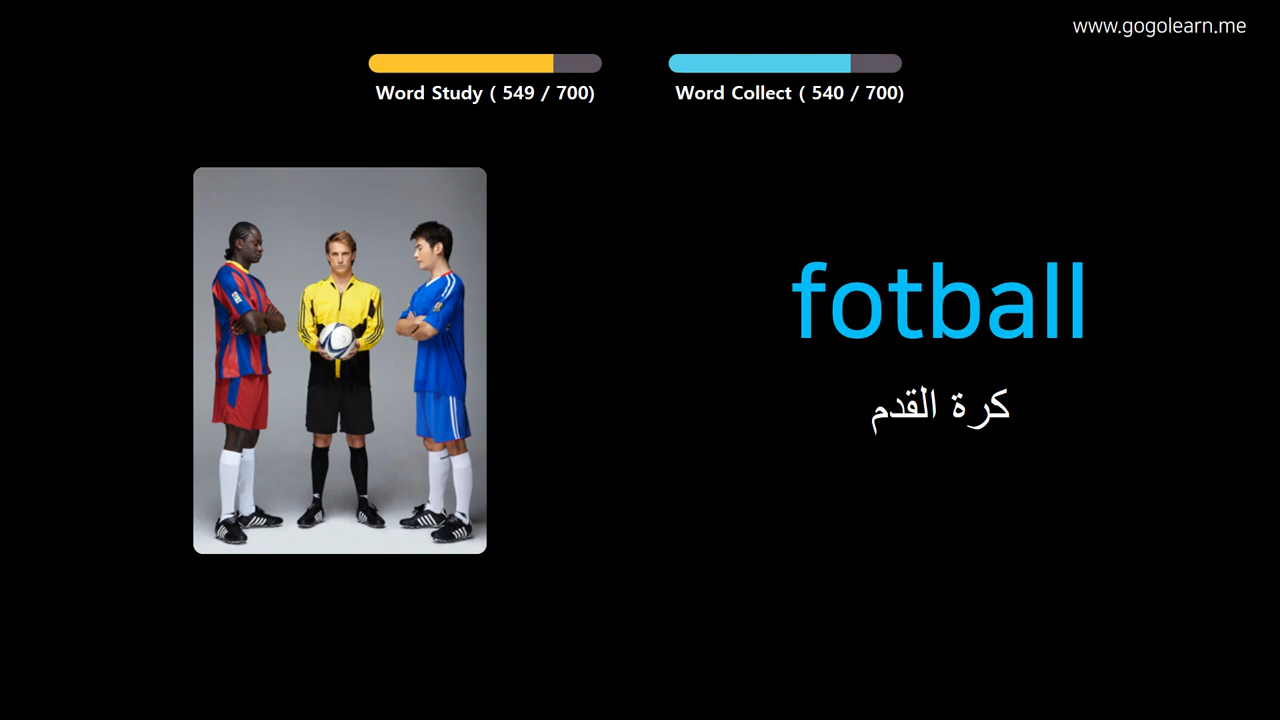 www.gogolearn.me
Word Study ( 549 / 700)
Word Collect ( 540 / 700)
fotball
كرة القدم